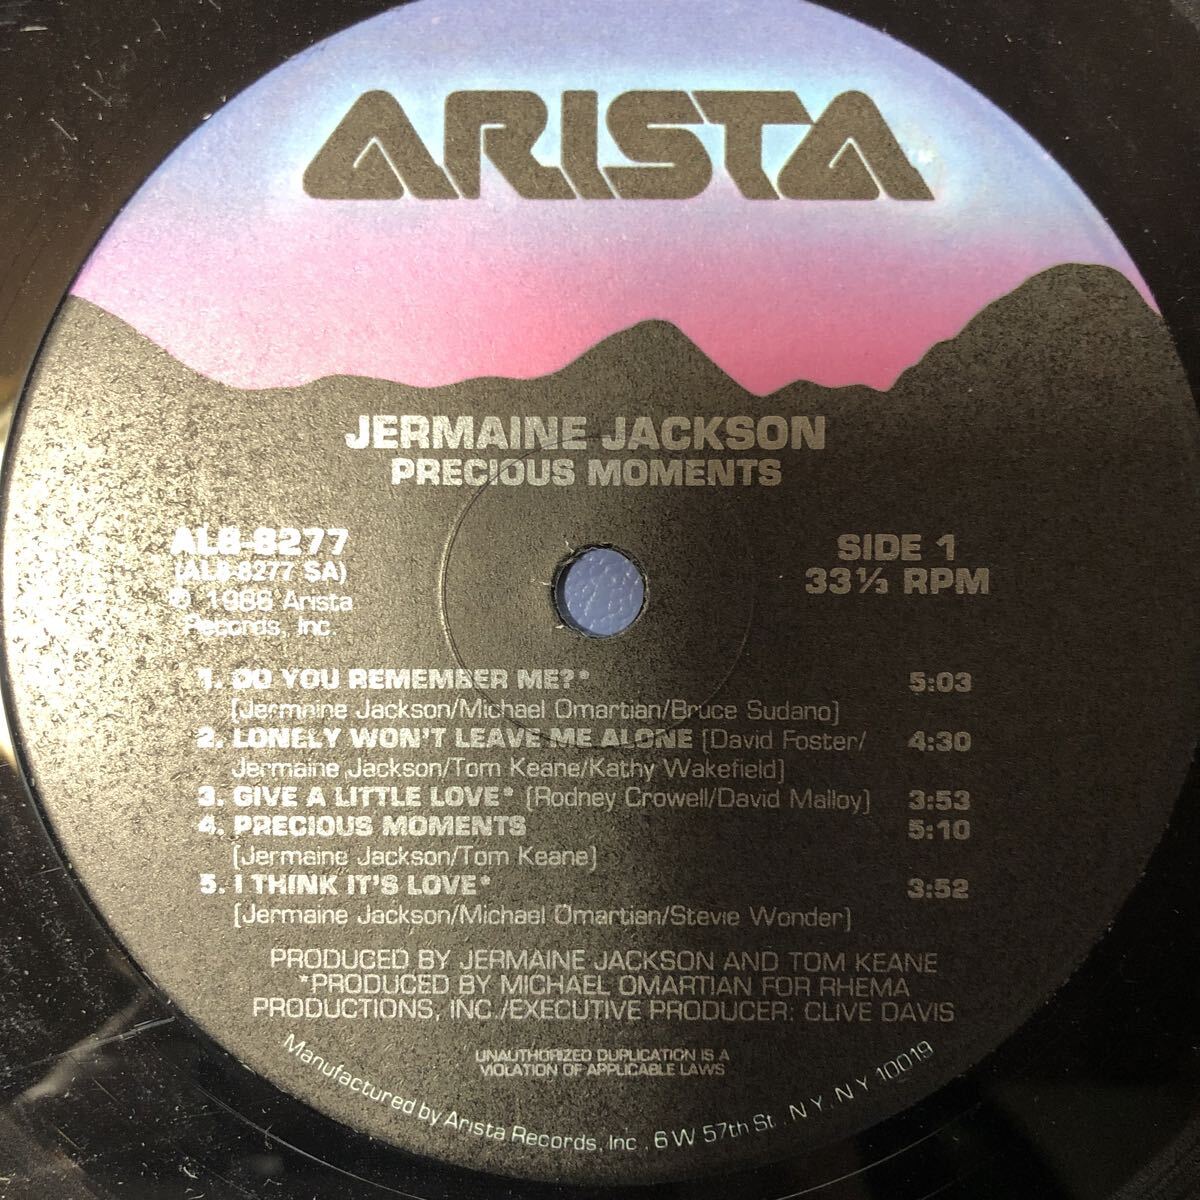 ARISTA
JERMAINE JACKSON
PRECIOUS MOMENTS
AL8-8277
(AL8-8277 SA)
℗ 1986 Arista
Records, Inc.
SIDE 1
33⅓ RPM
1. DO YOU REMEMBER ME?* 5:03
[Jermaine Jackson/Michael Omartian/Bruce Sudano]
2. LONELY WON'T LEAVE ME ALONE [David Foster/ 4:30
Jermaine Jackson/Tom Keane/Kathy Wakefield]
3. GIVE A LITTLE LOVE* [Rodney Crowell/David Malloy] 3:53
4. PRECIOUS MOMENTS 5:10
[Jermaine Jackson/Tom Keane]
5. I THINK IT'S LOVE* 3:52
[Jermaine Jackson/Michael Omartian/Stevie Wonder]
PRODUCED BY JERMAINE JACKSON AND TOM KEANE
*PRODUCED BY MICHAEL OMARTIAN FOR RHEMA
PRODUCTIONS, INC./EXECUTIVE PRODUCER: CLIVE DAVIS
UNAUTHORIZED DUPLICATION IS A
VIOLATION OF APPLICABLE LAWS
Manufactured by Arista Records, Inc., 6 W 57th St., N.Y. N.Y 10019